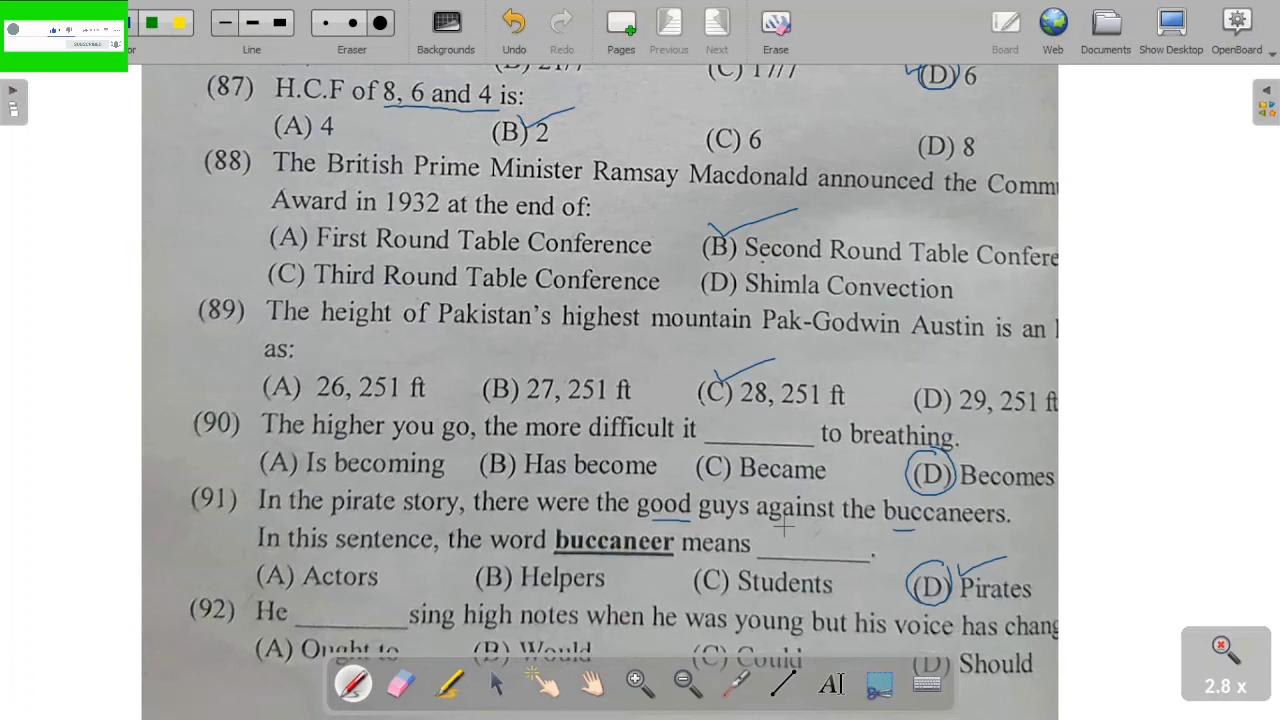 SUBSCRIBED
Line
Eraser
Backgrounds
Undo
Redo
Pages
Previous
Next
Erase
Board
Web
Documents
Show Desktop
OpenBoard
(C) 1777 (D) 6
(87) H.C.F of 8, 6 and 4 is:
(A) 4 (B) 2 (C) 6 (D) 8
(88) The British Prime Minister Ramsay Macdonald announced the Commu
Award in 1932 at the end of:
(A) First Round Table Conference (B) Second Round Table Confere
(C) Third Round Table Conference (D) Shimla Convection
(89) The height of Pakistan's highest mountain Pak-Godwin Austin is an
as:
(A) 26, 251 ft (B) 27, 251 ft (C) 28, 251 ft (D) 29, 251 ft
(90) The higher you go, the more difficult it ________ to breathing.
(A) Is becoming (B) Has become (C) Became (D) Becomes
(91) In the pirate story, there were the good guys against the buccaneers.
In this sentence, the word buccaneer means ________.
(A) Actors (B) Helpers (C) Students (D) Pirates
(92) He ________ sing high notes when he was young but his voice has chang
(A) Ought to (B) Would (C) Could (D) Should
2.8 x